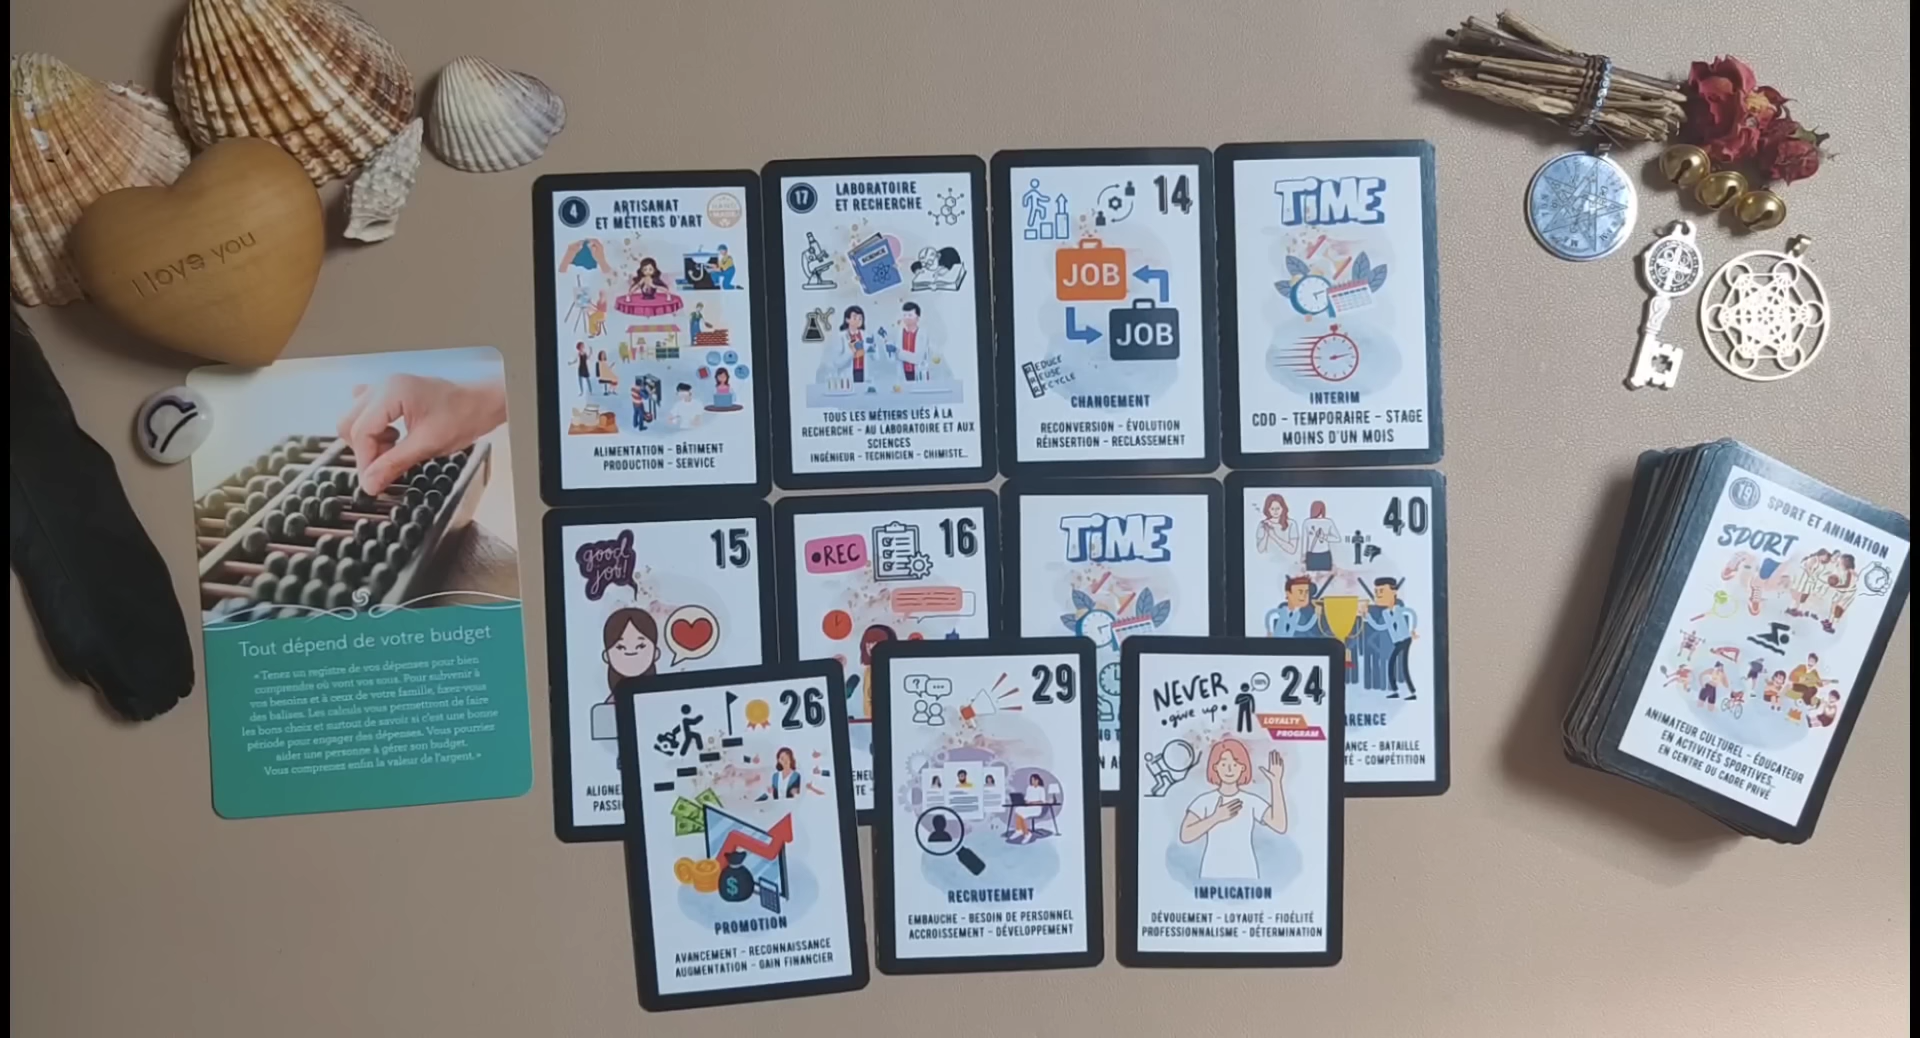 I love you
Tout dépend de votre budget
«Tenez un registre de vos dépenses pour bien
comprendre où vont vos sous. Pour subvenir à
vos besoins et à ceux de votre famille, fixez-vous
des balises. Les calculs vous permettront de faire
les bons choix et surtout de savoir si c'est une bonne
période pour engager des dépenses. Vous pourriez
aider une personne à gérer son budget.
Vous comprenez enfin la valeur de l'argent.»
4
ARTISANAT
ET MÉTIERS D'ART
ALIMENTATION - BÂTIMENT
PRODUCTION - SERVICE
17
LABORATOIRE
ET RECHERCHE
SCIENCE
TOUS LES MÉTIERS LIÉS À LA
RECHERCHE - AU LABORATOIRE ET AUX
SCIENCES
INGÉNIEUR - TECHNICIEN - CHIMISTE...
14
JOB
JOB
REDUCE
REUSE
RECYCLE
CHANGEMENT
RECONVERSION - ÉVOLUTION
RÉINSERTION - RECLASSEMENT
TIME
INTERIM
CDD - TEMPORAIRE - STAGE
MOINS D'UN MOIS
good
job!
15
ALIGNE
PASSI
REC
16
TIME
40
RENCE
ANCE - BATAILLE
TÉ - COMPÉTITION
26
PROMOTION
AVANCEMENT - RECONNAISSANCE
AUGMENTATION - GAIN FINANCIER
29
RECRUTEMENT
EMBAUCHE - BESOIN DE PERSONNEL
ACCROISSEMENT - DÉVELOPPEMENT
NEVER
give up
24
LOYALTY
PROGRAM
IMPLICATION
DÉVOUEMENT - LOYAUTÉ - FIDÉLITÉ
PROFESSIONNALISME - DÉTERMINATION
19
SPORT ET ANIMATION
SPORT
ANIMATEUR CULTUREL - ÉDUCATEUR
EN ACTIVITÉS SPORTIVES,
EN CENTRE OU CADRE PRIVÉ